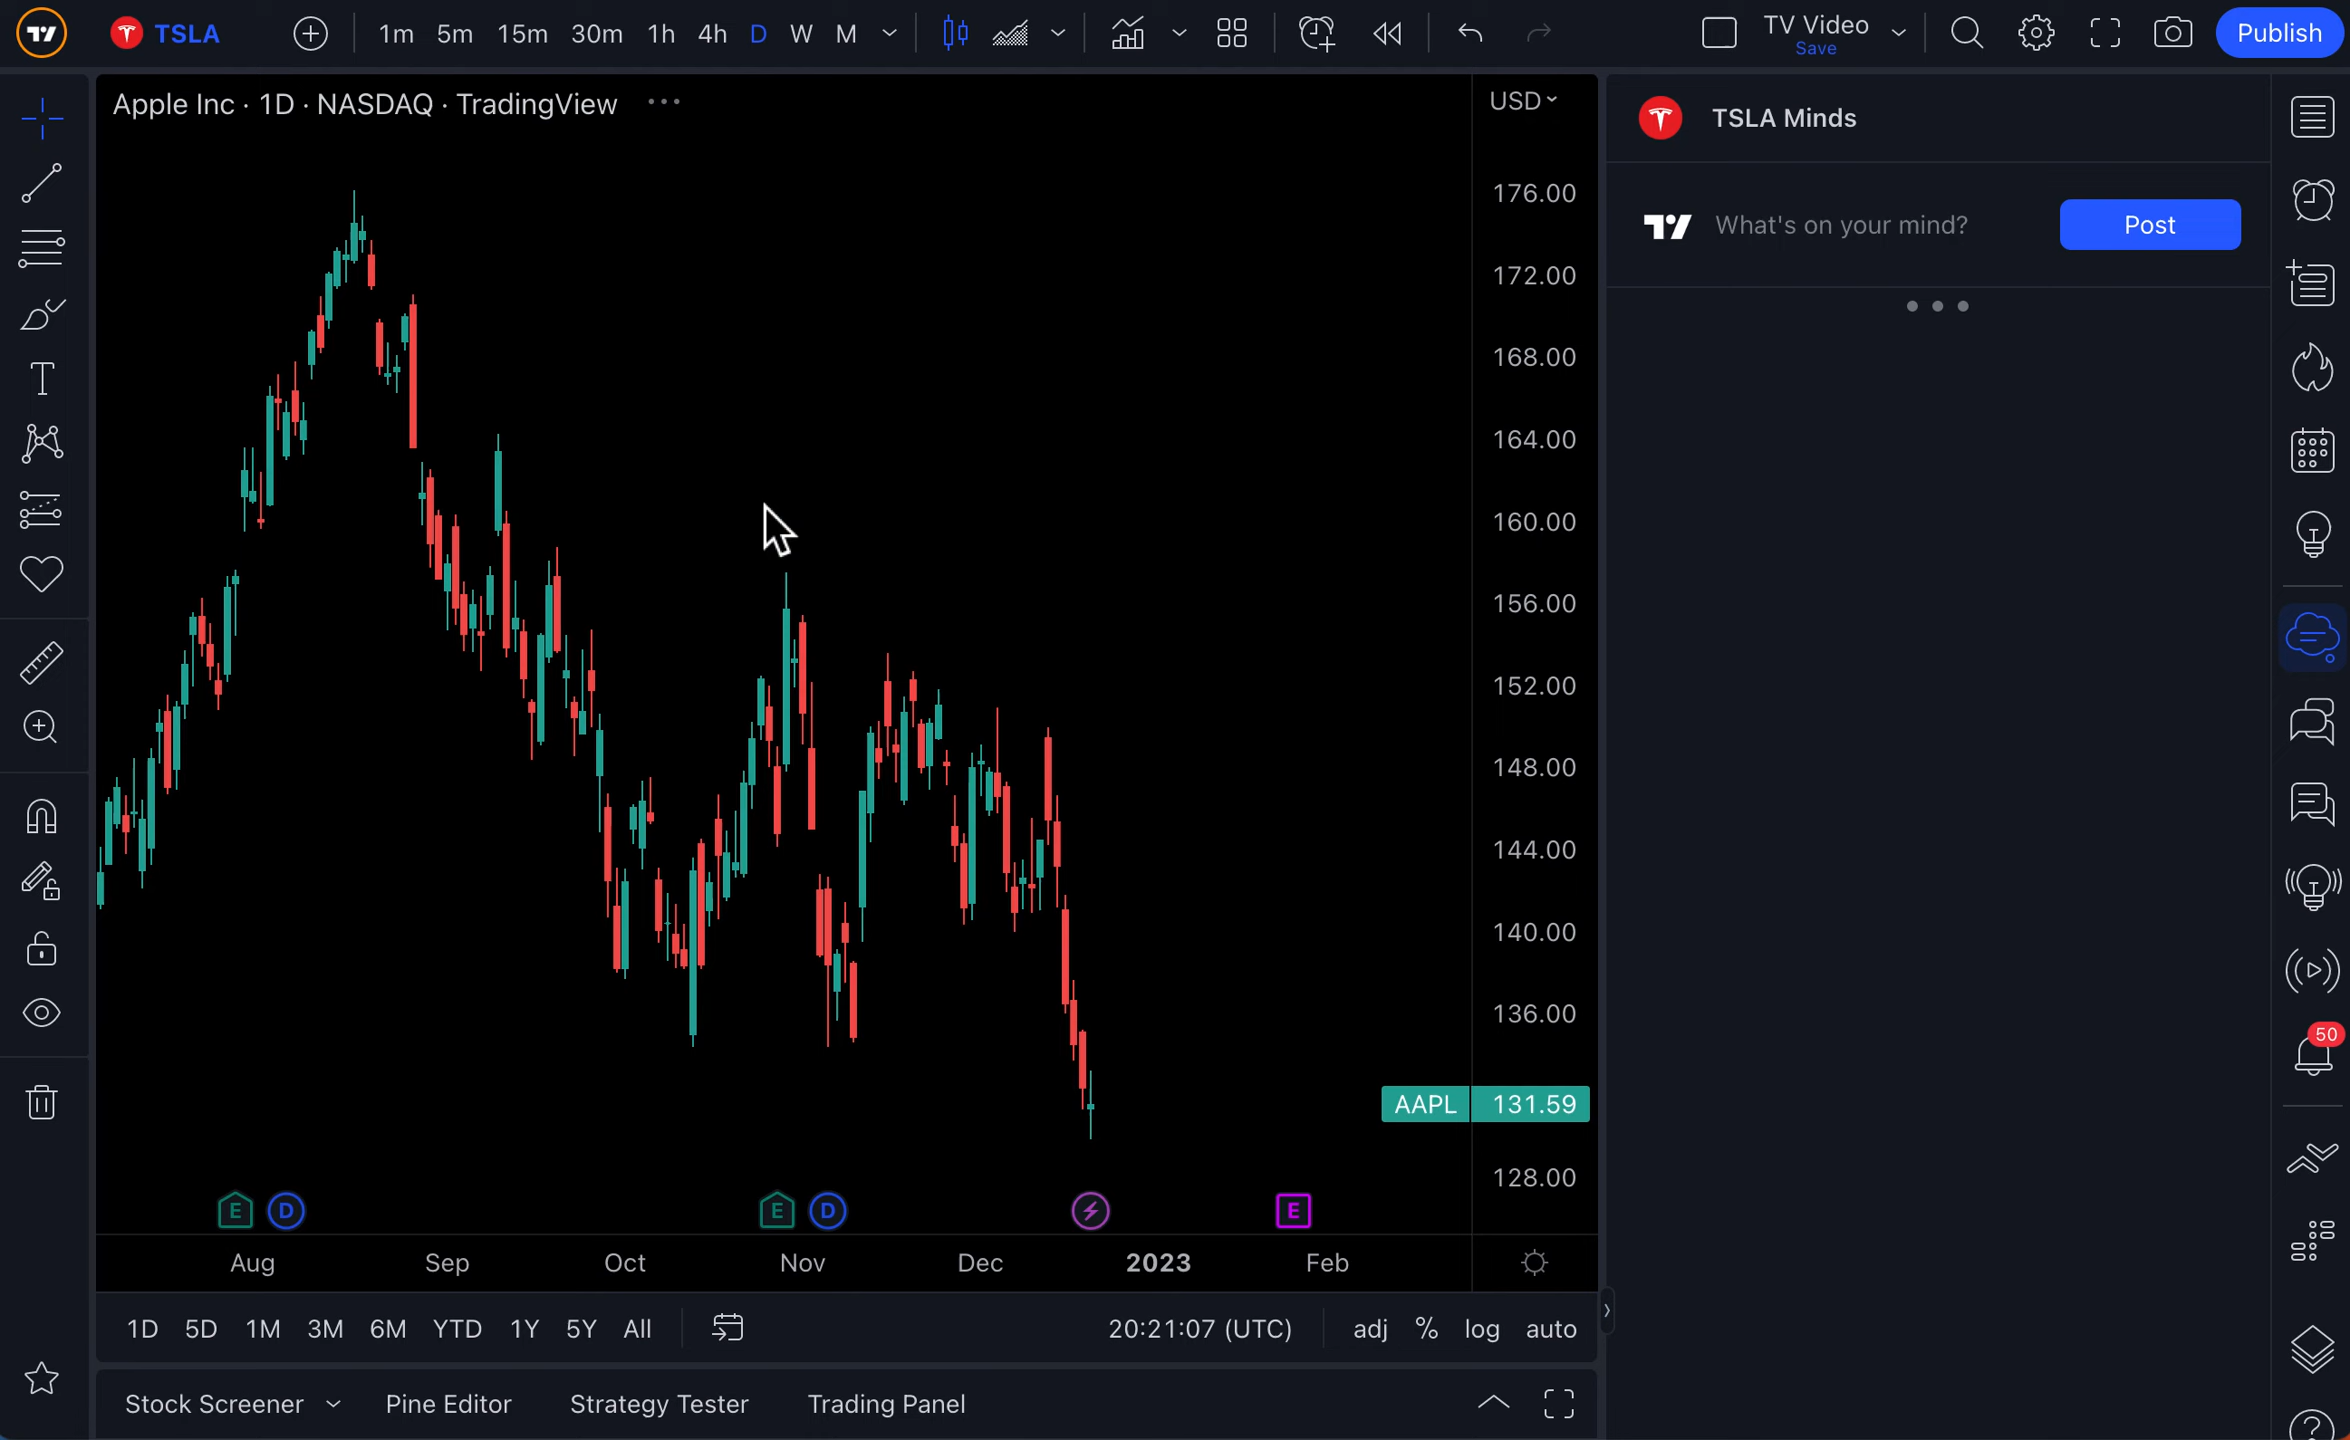 TSLA 1m 5m 15m 30m 1h 4h D W M TV Video Save Publish
Apple Inc · 1D · NASDAQ · TradingView
USD
TSLA Minds
What's on your mind?
Post
176.00
172.00
168.00
164.00
160.00
156.00
152.00
148.00
144.00
140.00
136.00
AAPL 131.59
128.00
50
E D E D E
Aug Sep Oct Nov Dec 2023 Feb
1D 5D 1M 3M 6M YTD 1Y 5Y All 20:21:07 (UTC) adj % log auto
Stock Screener Pine Editor Strategy Tester Trading Panel